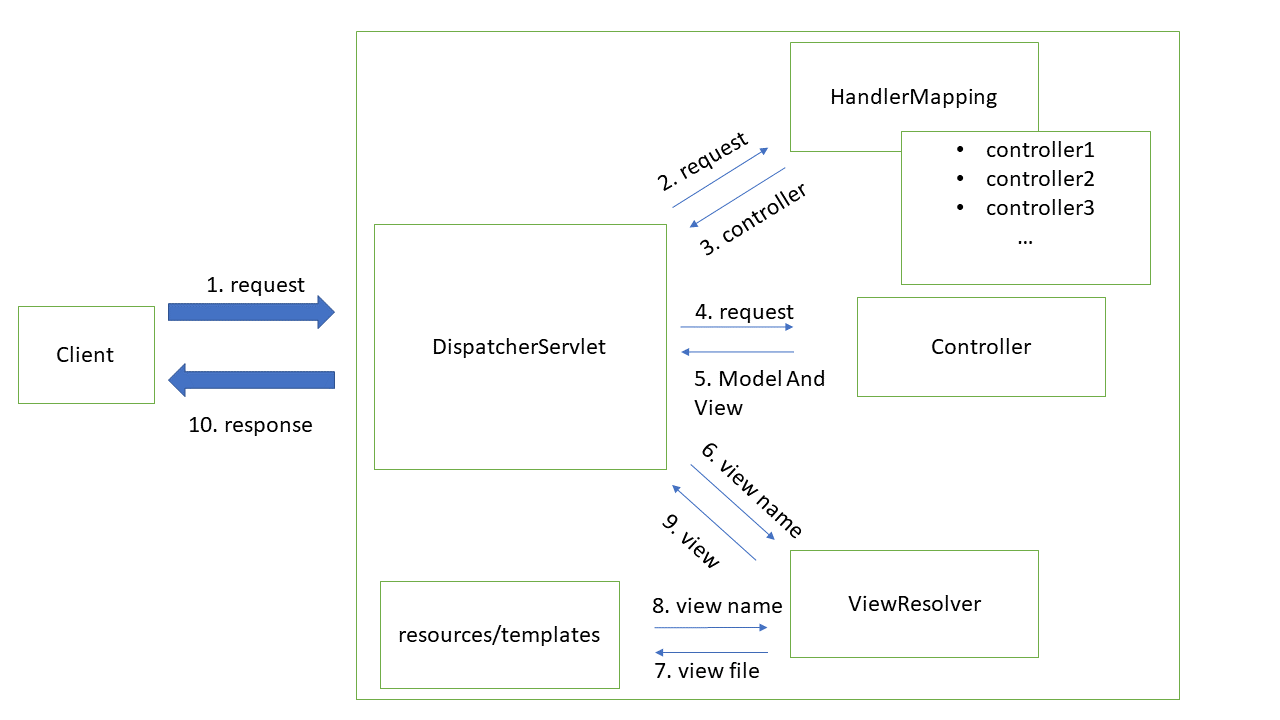 HandlerMapping
2. request
• controller1
• controller2
• controller3
...
3. controller
1. request
Client
10. response
DispatcherServlet
4. request
Controller
5. Model And
View
6. view name
9. view
ViewResolver
8. view name
resources/templates
7. view file